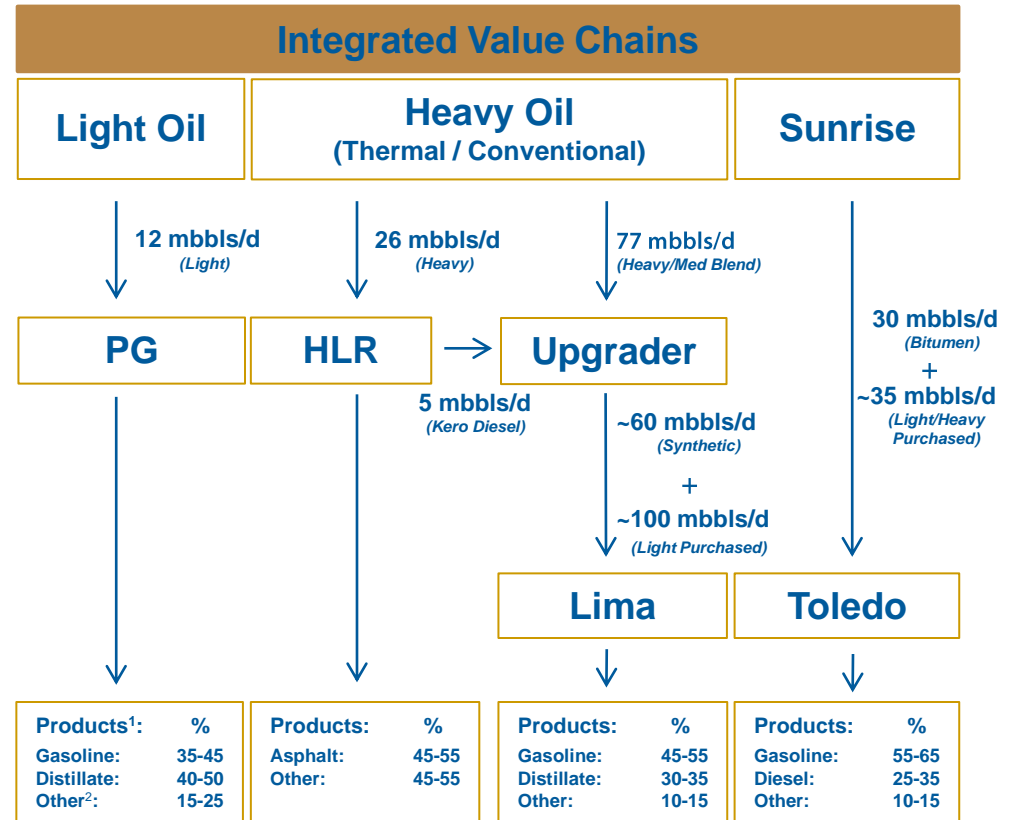 Integrated Value Chains
Light Oil
Heavy Oil
(Thermal / Conventional)
Sunrise
12 mbbls/d
(Light)
26 mbbls/d
(Heavy)
77 mbbls/d
(Heavy/Med Blend)
PG
HLR
Upgrader
30 mbbls/d
(Bitumen)
+
~35 mbbls/d
(Light/Heavy
Purchased)
5 mbbls/d
(Kero Diesel)
~60 mbbls/d
(Synthetic)
+
~100 mbbls/d
(Light Purchased)
Lima
Toledo
Products¹: %
Gasoline: 35-45
Distillate: 40-50
Other²: 15-25
Products: %
Asphalt: 45-55
Other: 45-55
Products: %
Gasoline: 45-55
Distillate: 30-35
Other: 10-15
Products: %
Gasoline: 55-65
Diesel: 25-35
Other: 10-15